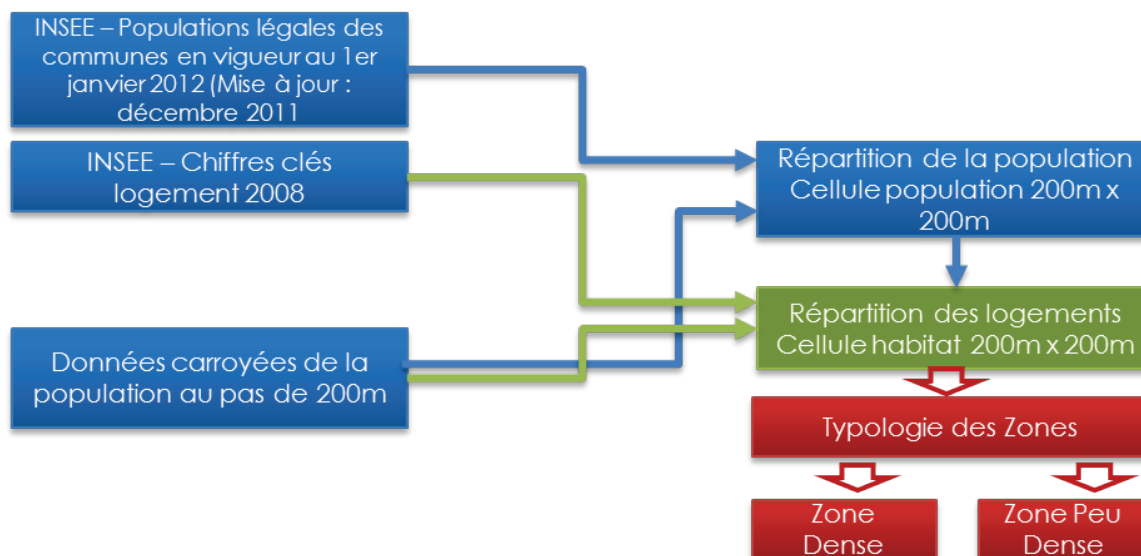 INSEE – Populations légales des
communes en vigueur au 1er
janvier 2012 (Mise à jour :
décembre 2011
INSEE – Chiffres clés
logement 2008
Données carroyées de la
population au pas de 200m
Répartition de la population
Cellule population 200m x
200m
Répartition des logements
Cellule habitat 200m x 200m
Typologie des Zones
Zone
Dense
Zone Peu
Dense